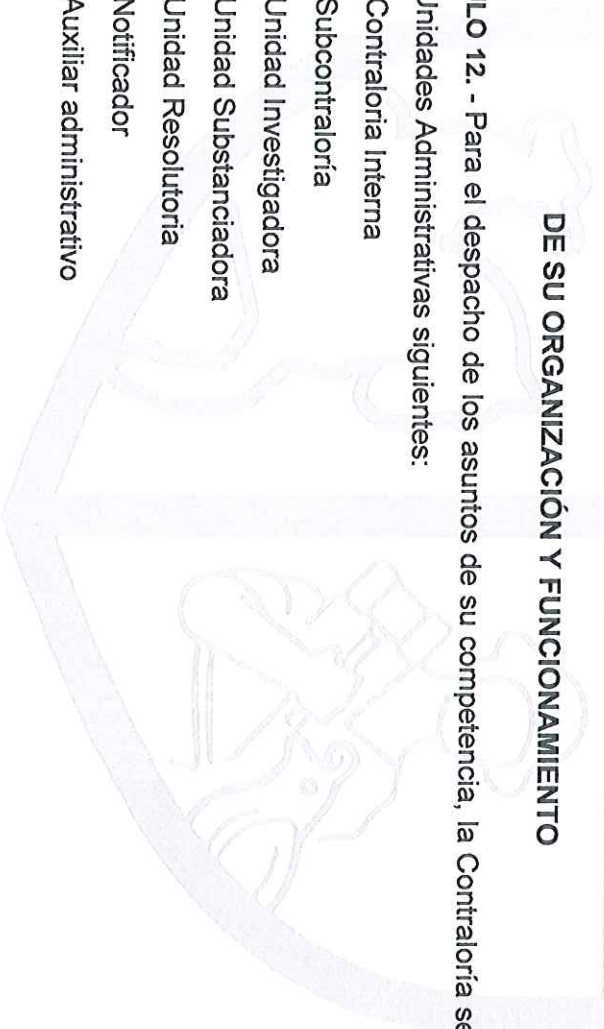 DE SU ORGANIZACIÓN Y FUNCIONAMIENTO
LO 12. - Para el despacho de los asuntos de su competencia, la Contraloría se
Unidades Administrativas siguientes:
Contraloria Interna
Subcontraloría
Unidad Investigadora
Unidad Substanciadora
Unidad Resolutoria
Notificador
Auxiliar administrativo